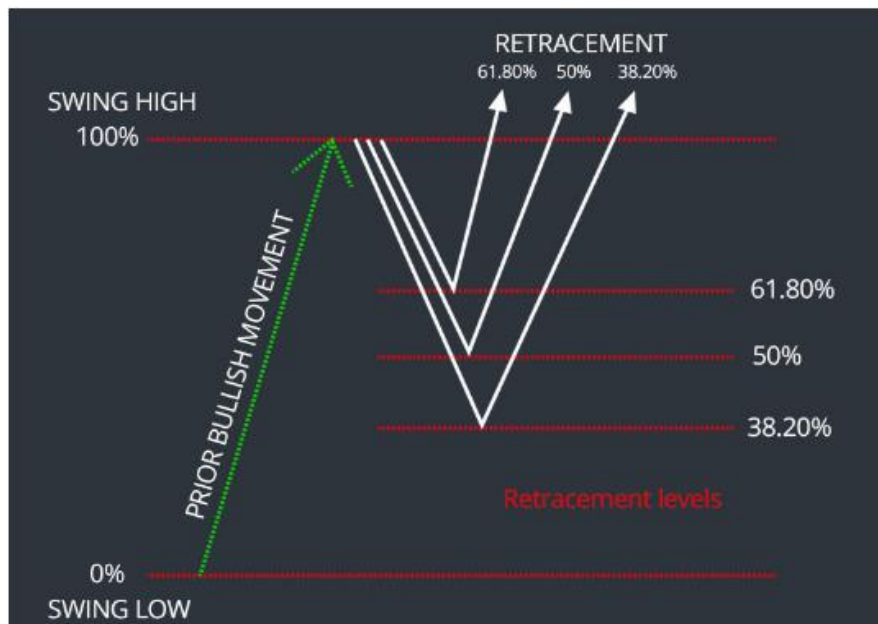 RETRACEMENT
61.80% 50% 38.20%
SWING HIGH
100%
PRIOR BULLISH MOVEMENT
61.80%
50%
38.20%
Retracement levels
0%
SWING LOW